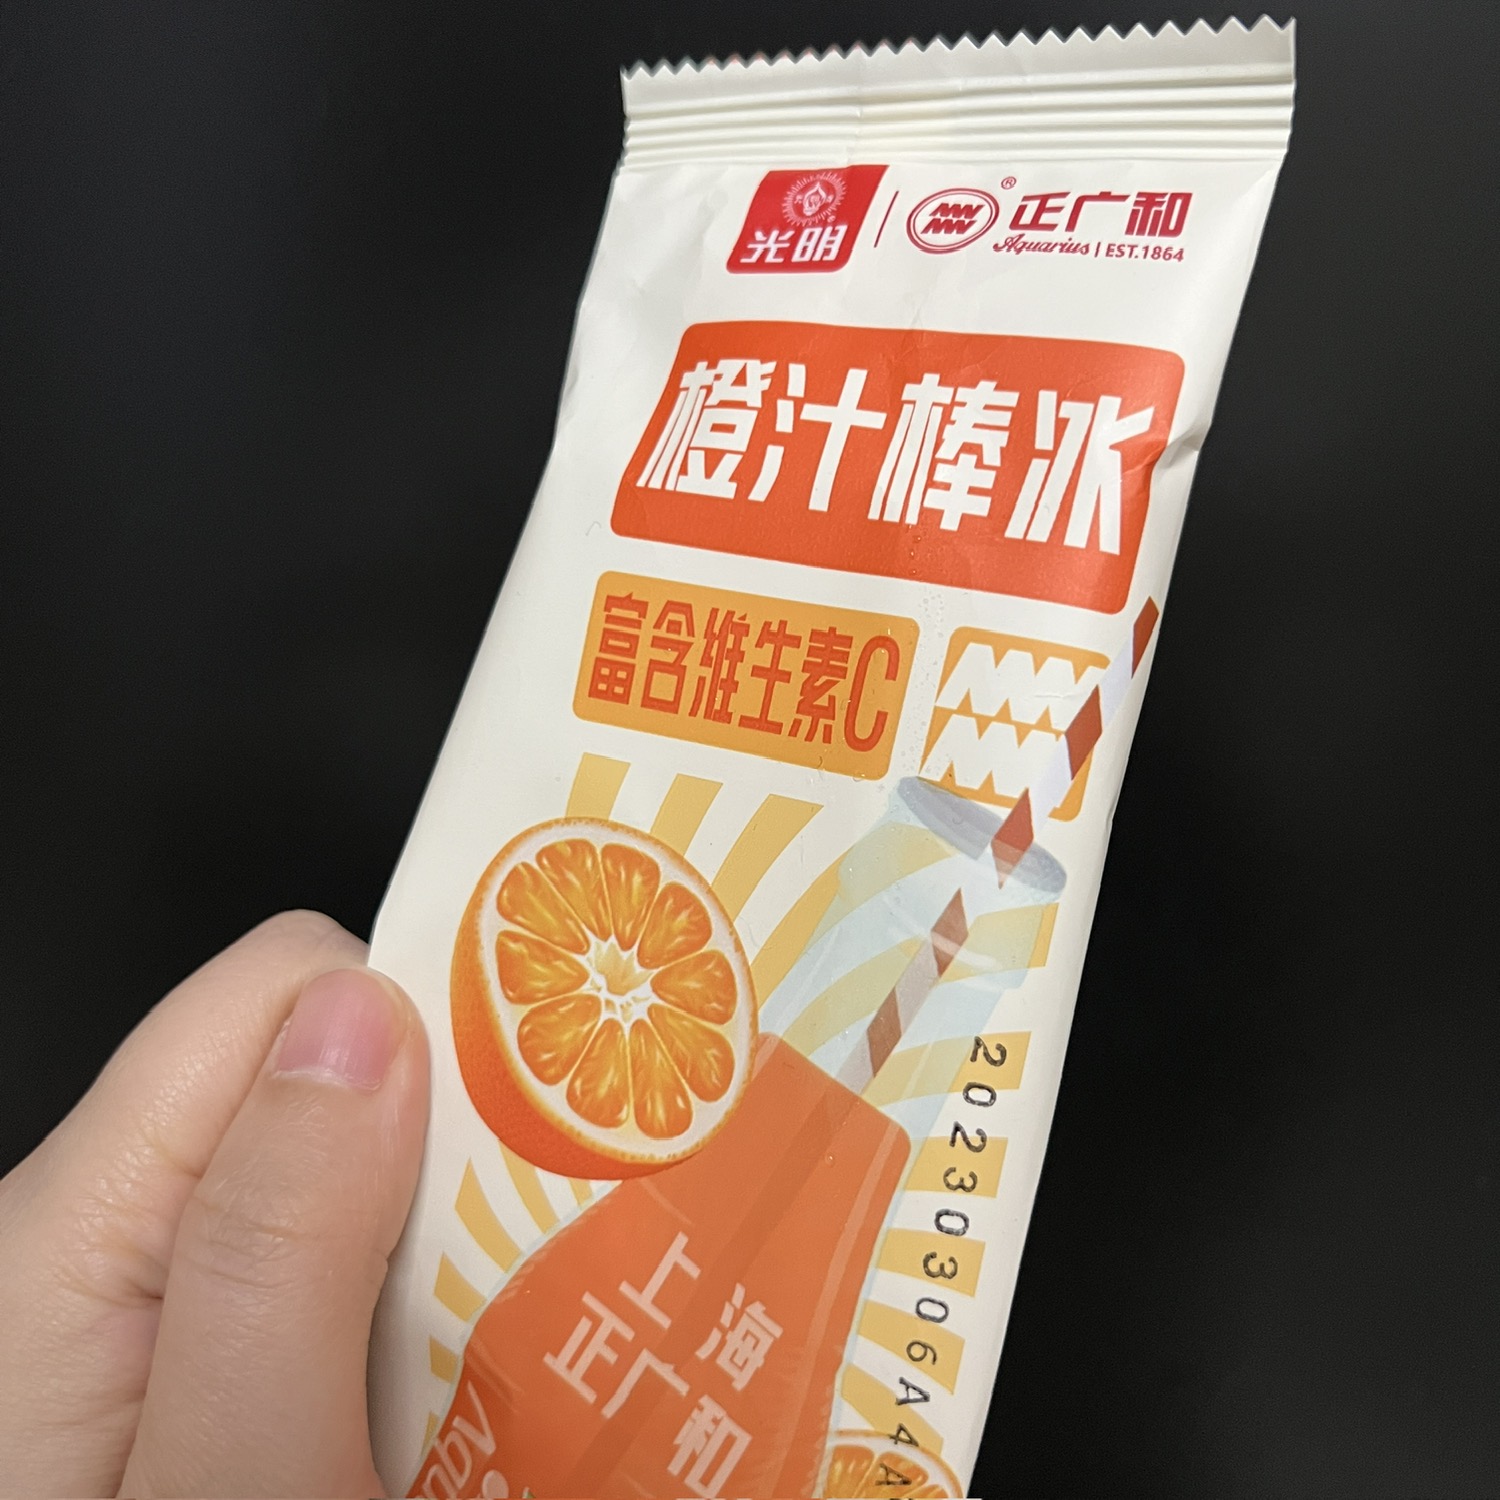 光明
正广和
Aquarius | EST.1864
橙汁棒冰
富含维生素C
20230306A4A
上海
正广和